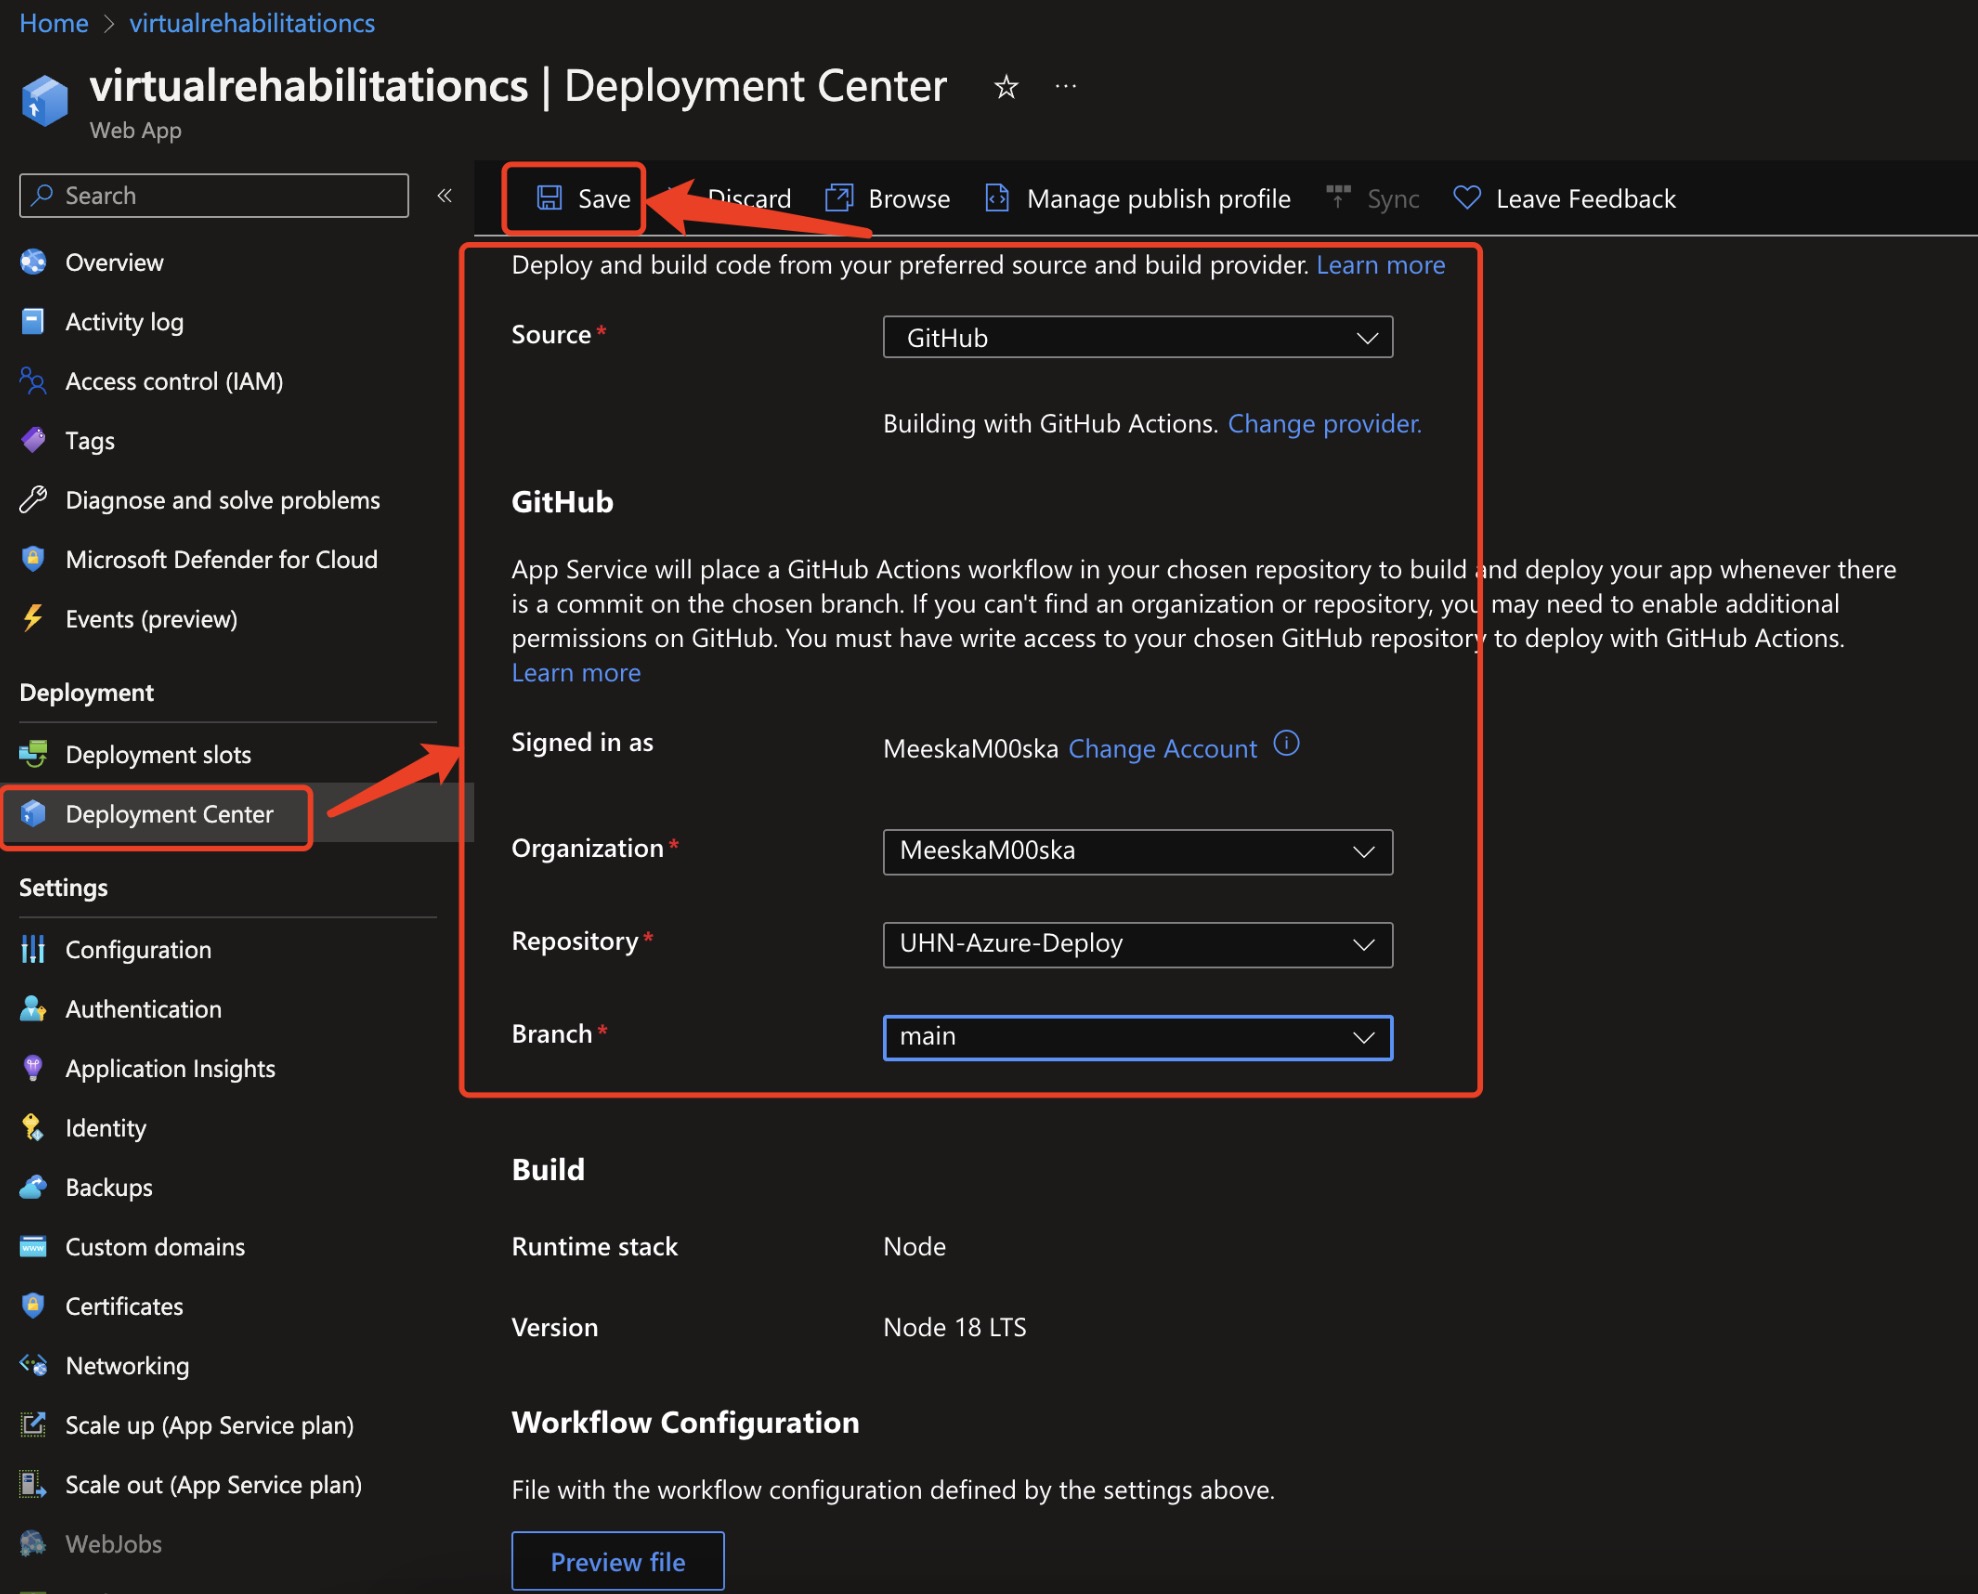 Home > virtualrehabilitationcs
virtualrehabilitationcs | Deployment Center
Web App
Search
Overview
Activity log
Access control (IAM)
Tags
Diagnose and solve problems
Microsoft Defender for Cloud
Events (preview)
Deployment
Deployment slots
Deployment Center
Settings
Configuration
Authentication
Application Insights
Identity
Backups
Custom domains
Certificates
Networking
Scale up (App Service plan)
Scale out (App Service plan)
WebJobs
Save Discard Browse Manage publish profile Sync Leave Feedback
Deploy and build code from your preferred source and build provider. Learn more
Source*
GitHub
Building with GitHub Actions. Change provider.
GitHub
App Service will place a GitHub Actions workflow in your chosen repository to build and deploy your app whenever there
is a commit on the chosen branch. If you can't find an organization or repository, you may need to enable additional
permissions on GitHub. You must have write access to your chosen GitHub repository to deploy with GitHub Actions.
Learn more
Signed in as
MeeskaM00ska Change Account
Organization*
MeeskaM00ska
Repository*
UHN-Azure-Deploy
Branch*
main
Build
Runtime stack
Node
Version
Node 18 LTS
Workflow Configuration
File with the workflow configuration defined by the settings above.
Preview file